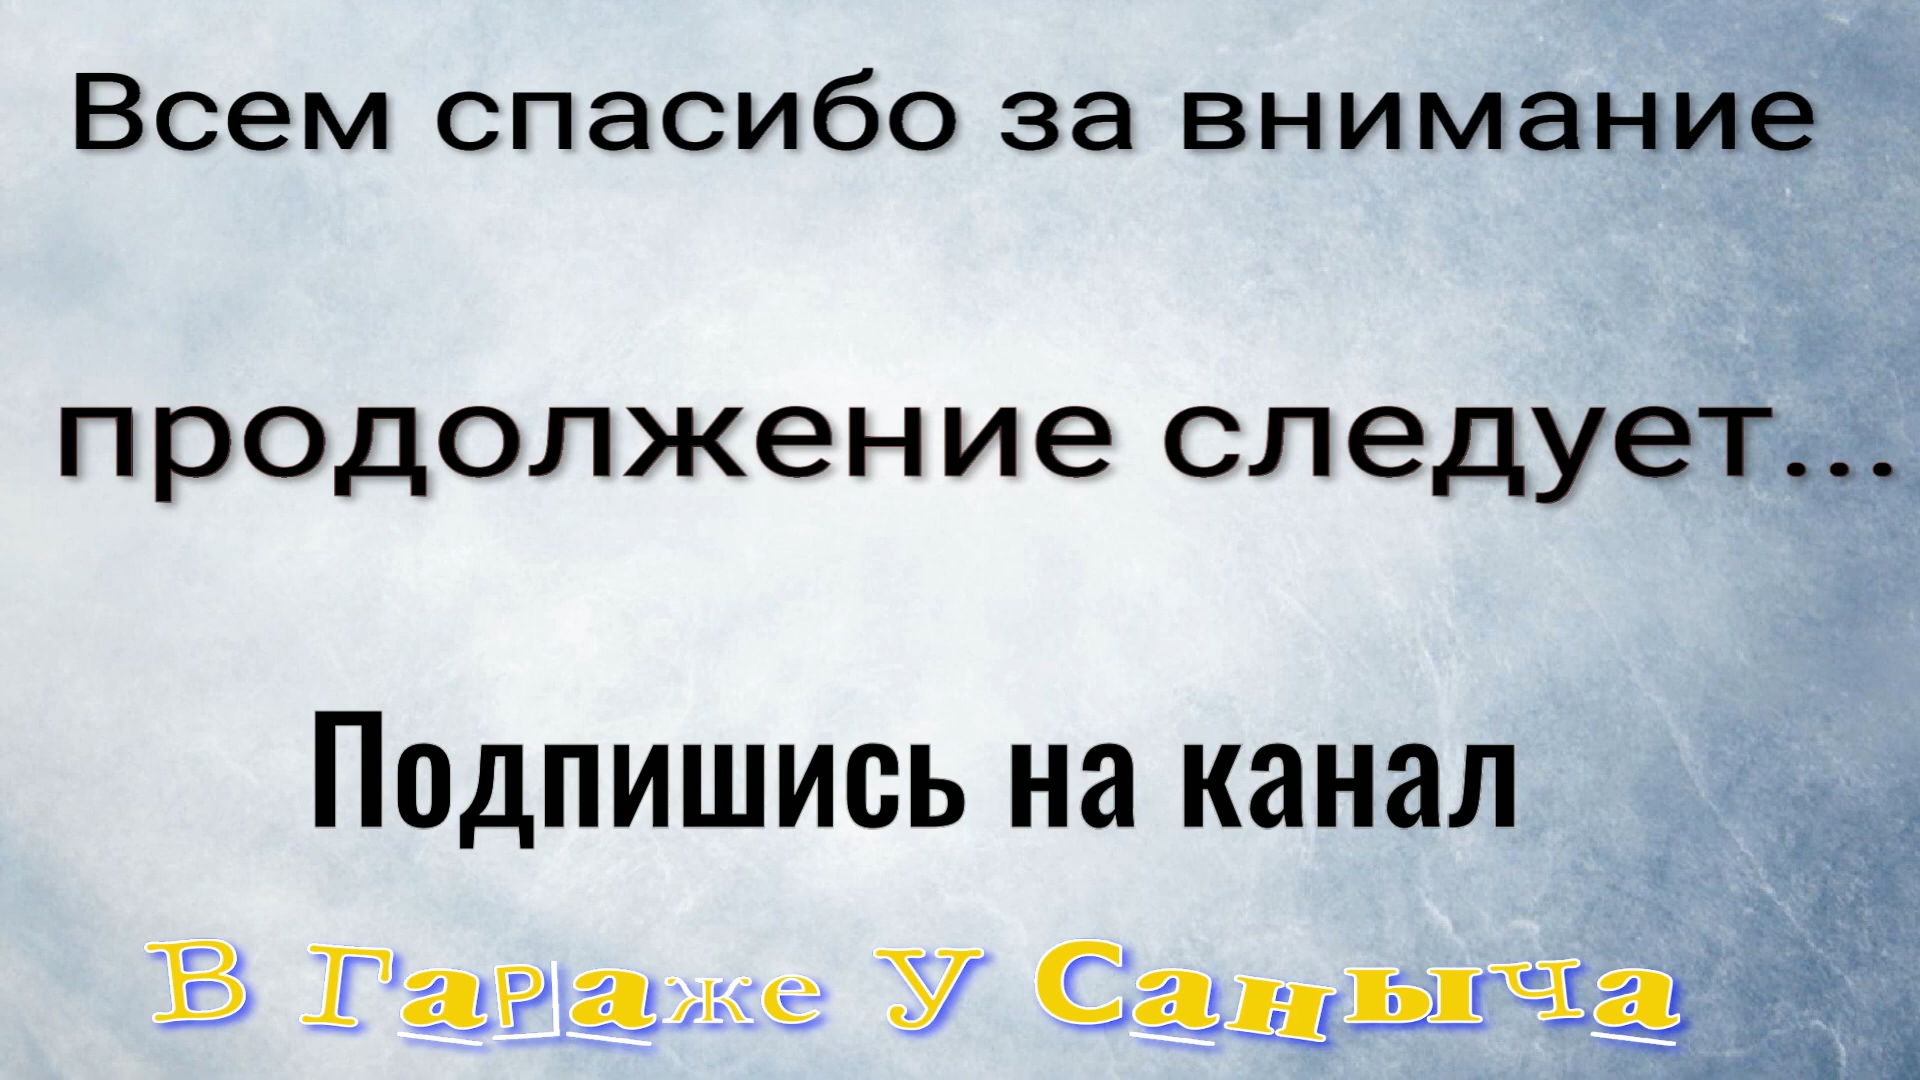 Всем спасибо за внимание
продолжение следует...
Подпишись на канал
В Гараже У Саныча